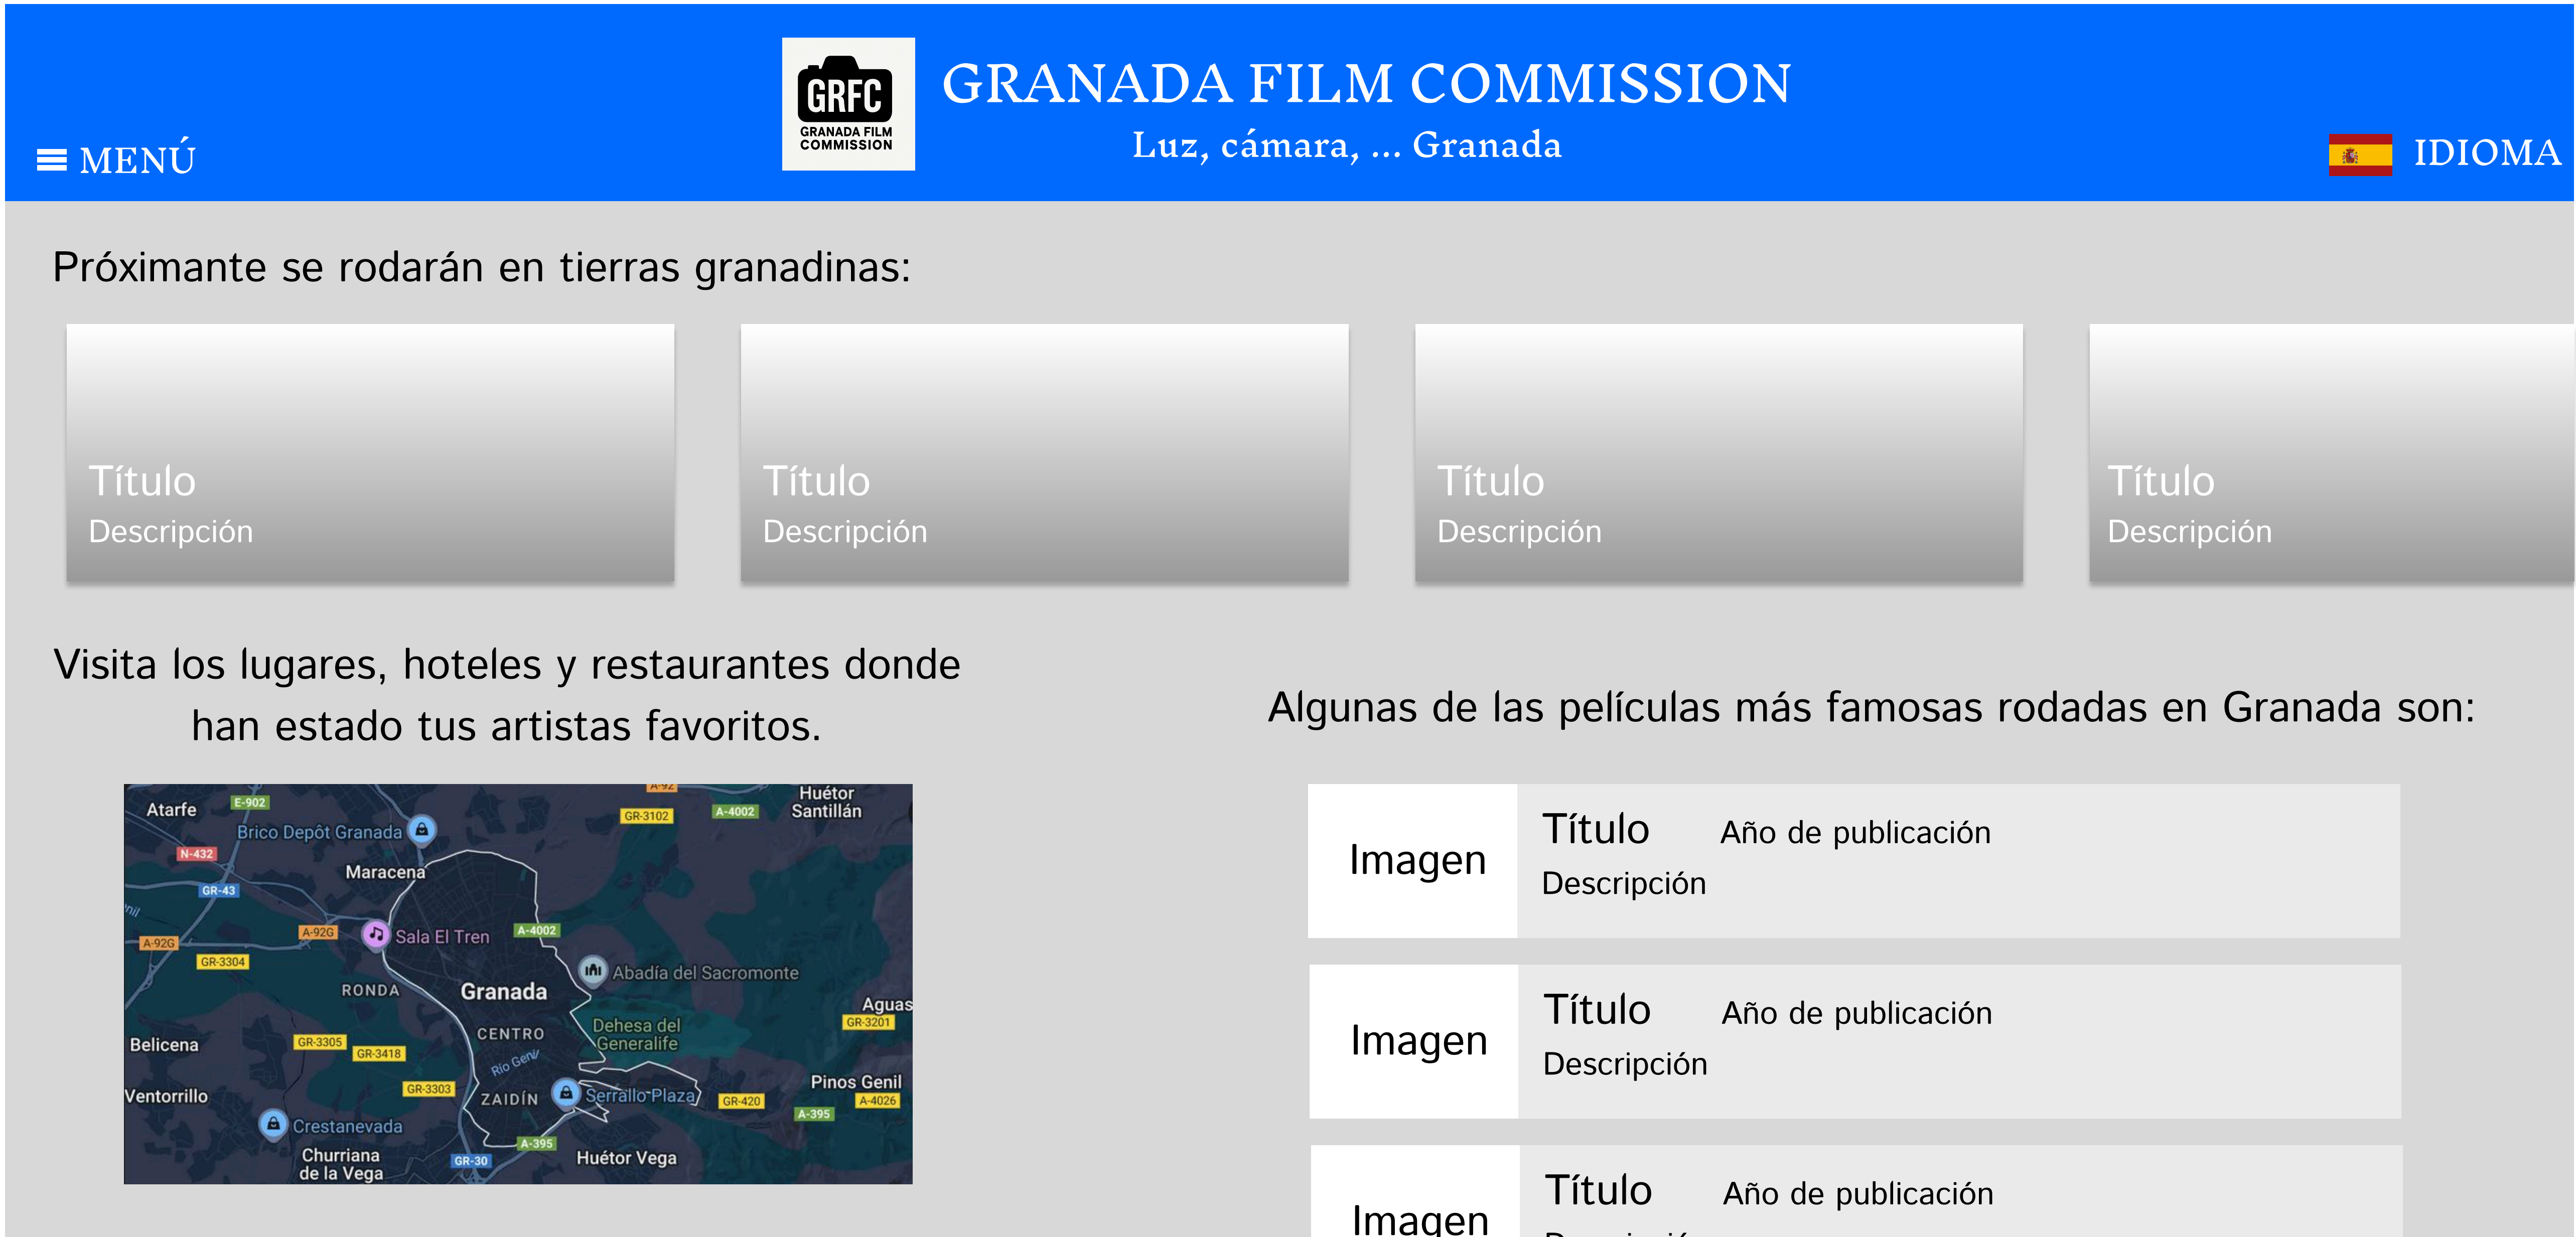 GRFC
GRANADA FILM
COMMISSION
GRANADA FILM COMMISSION
Luz, cámara, ... Granada
MENÚ
IDIOMA
Próximante se rodarán en tierras granadinas:
Título
Descripción
Título
Descripción
Título
Descripción
Título
Descripción
Visita los lugares, hoteles y restaurantes donde
han estado tus artistas favoritos.
A-92
Huétor
Santillán
Atarfe
E-902
GR-3102
A-4002
Brico Depôt Granada
N-432
Maracena
GR-43
A-92G
Sala El Tren
A-4002
A-92G
GR-3304
Abadía del Sacromonte
RONDA
Granada
Aguas
GR-3201
CENTRO
Dehesa del
Generalife
Belicena
GR-3305
GR-3418
Río Genil
GR-3303
Pinos Genil
Ventorrillo
ZAIDÍN
Serrallo Plaza
GR-420
A-4026
A-395
Crestanevada
A-395
Churriana
de la Vega
GR-30
Huétor Vega
Algunas de las películas más famosas rodadas en Granada son:
Imagen
Título
Año de publicación
Descripción
Imagen
Título
Año de publicación
Descripción
Imagen
Título
Año de publicación